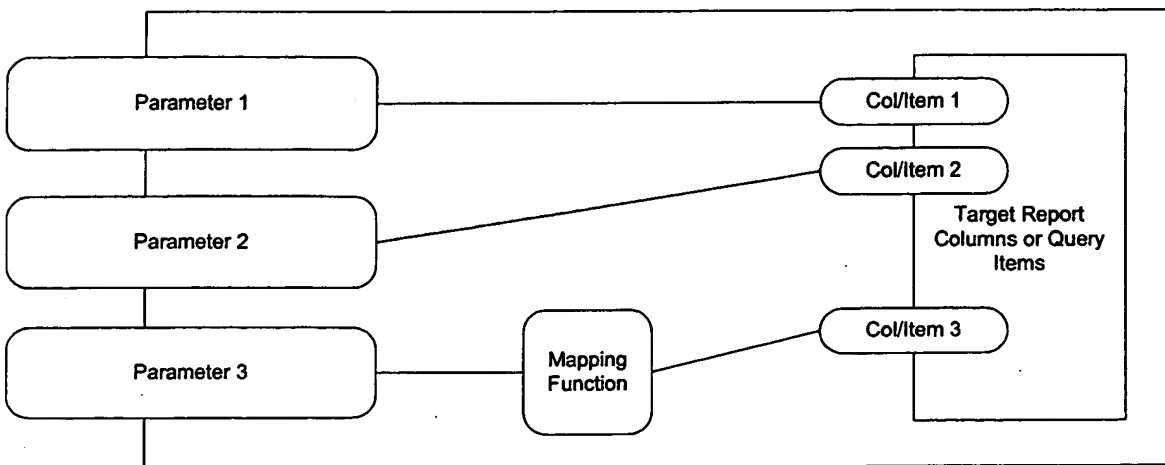 Parameter 1
Col/Item 1
Col/Item 2
Parameter 2
Target Report
Columns or Query
Items
Col/Item 3
Parameter 3
Mapping
Function